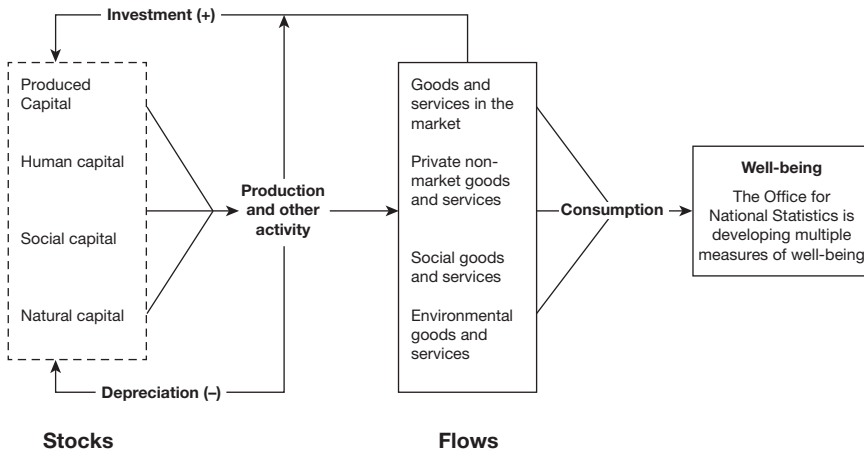 Investment (+)
Produced
Capital
Human capital
Social capital
Natural capital
Depreciation (–)
Stocks
Production
and other
activity
Goods and
services in the
market
Private non-
market goods
and services
Social goods
and services
Environmental
goods and
services
Flows
Consumption
Well-being
The Office for
National Statistics is
developing multiple
measures of well-being